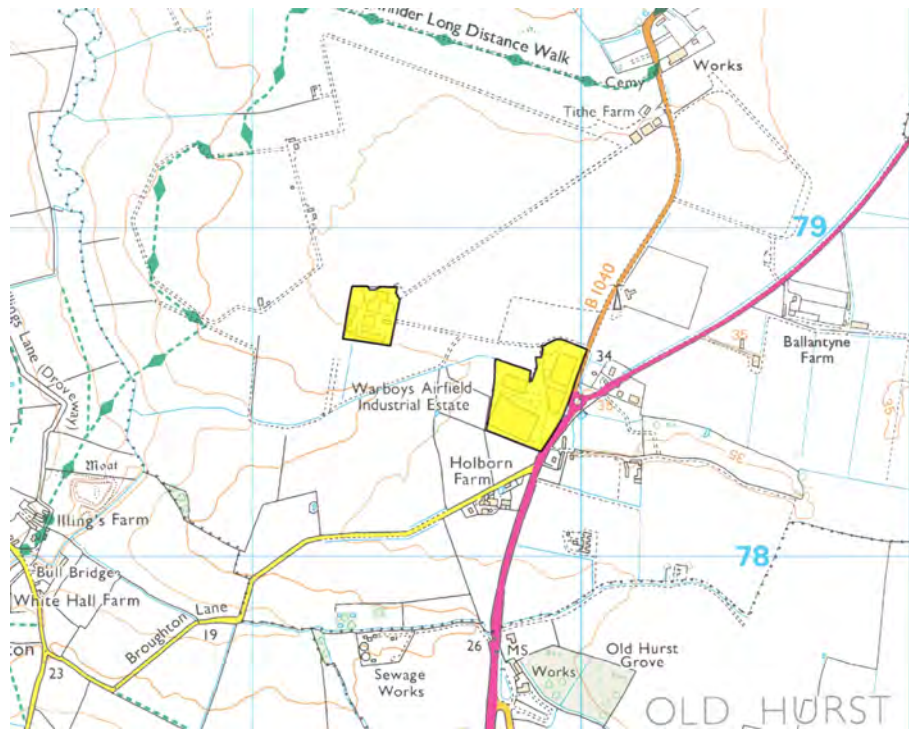 Long Distance Walk
Works
Cemy
Tithe Farm
79
B 1040
35
Ballantyne
Farm
34
Warboys Airfield
Industrial Estate
38
35
35
Lane (Droveway)
Moat
Holborn
Farm
Illing's Farm
78
Bull Bridge
White Hall Farm
Broughton Lane
19
23
26
MS
Old Hurst
Grove
Sewage
Works
Works
OLD HURST